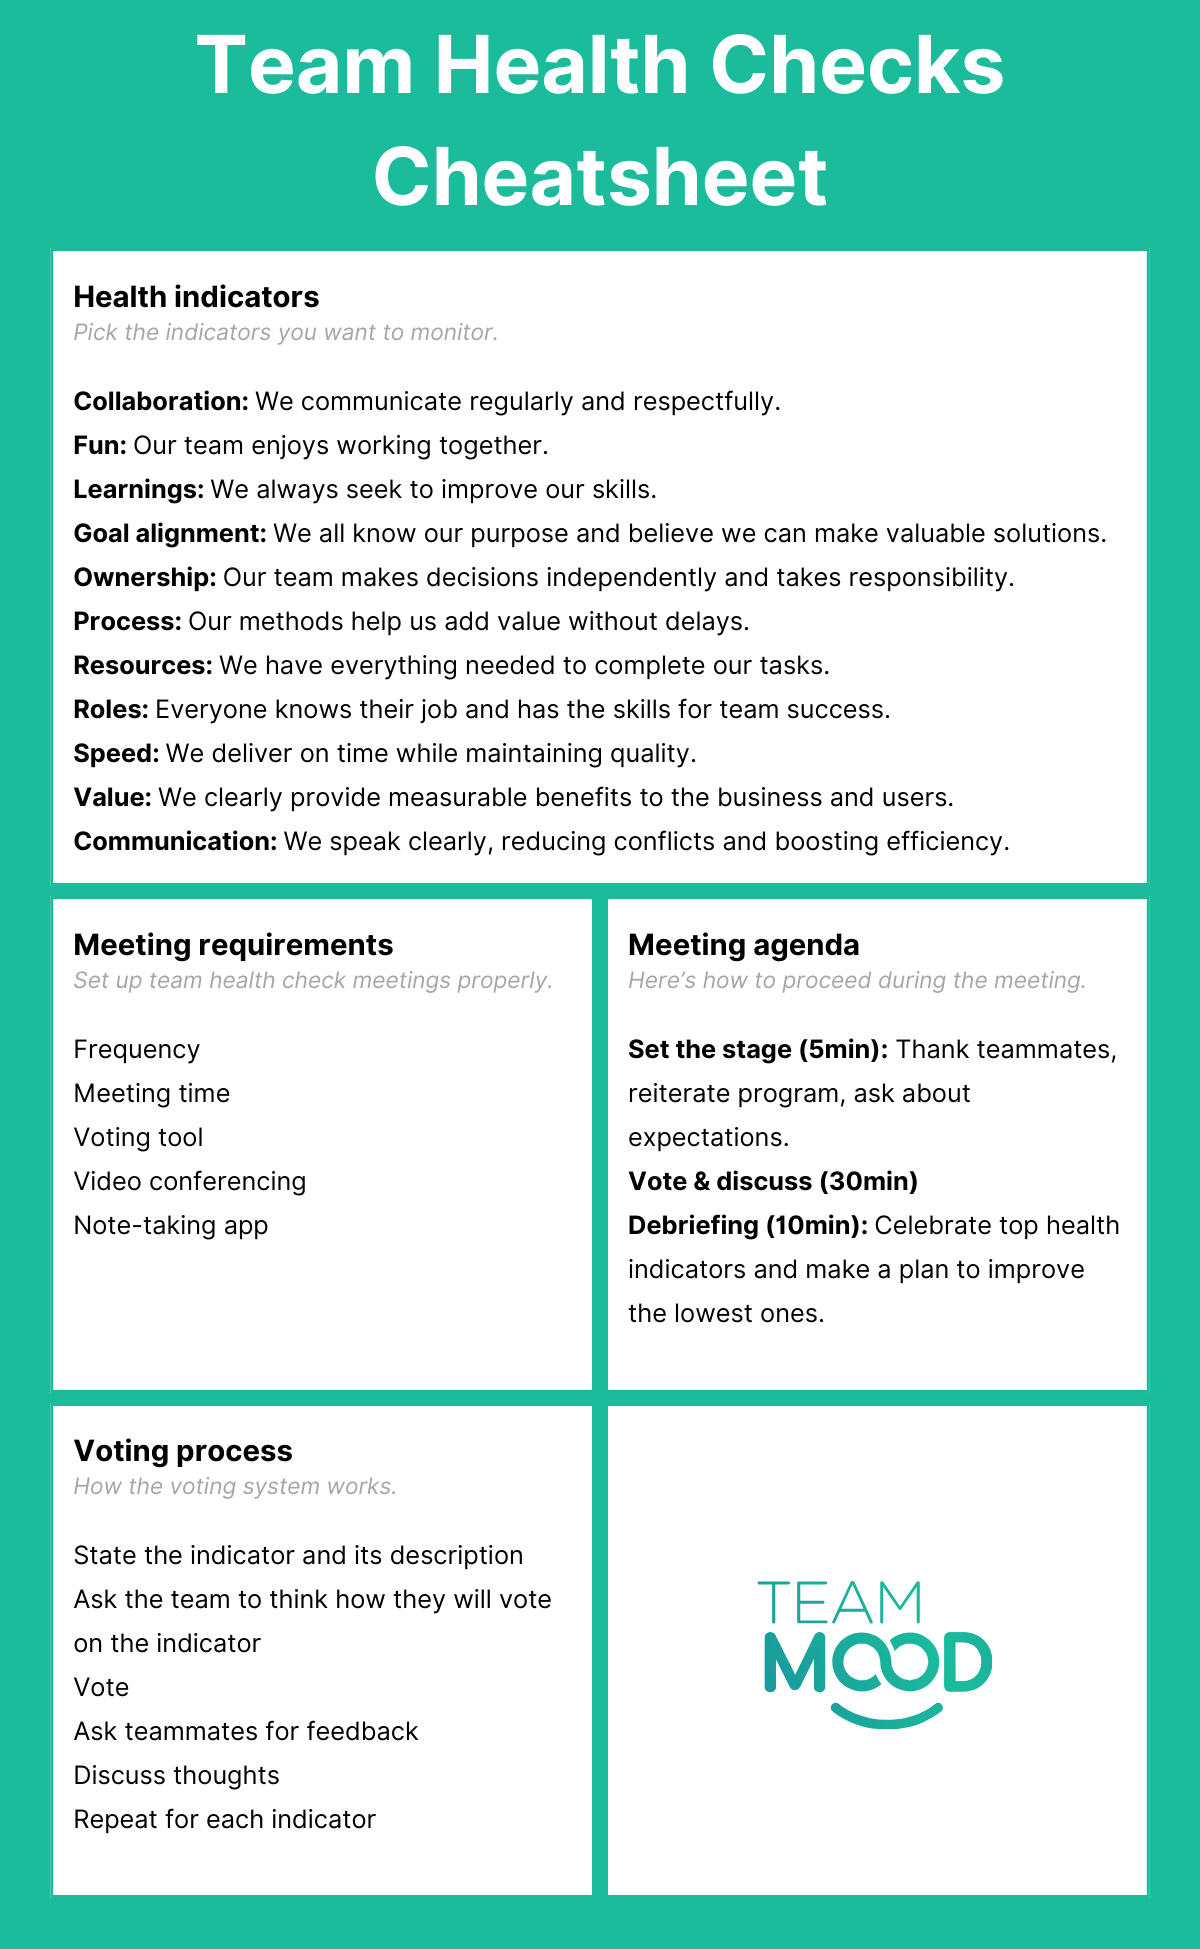 Team Health Checks
Cheatsheet
Health indicators
Pick the indicators you want to monitor.
Collaboration: We communicate regularly and respectfully.
Fun: Our team enjoys working together.
Learnings: We always seek to improve our skills.
Goal alignment: We all know our purpose and believe we can make valuable solutions.
Ownership: Our team makes decisions independently and takes responsibility.
Process: Our methods help us add value without delays.
Resources: We have everything needed to complete our tasks.
Roles: Everyone knows their job and has the skills for team success.
Speed: We deliver on time while maintaining quality.
Value: We clearly provide measurable benefits to the business and users.
Communication: We speak clearly, reducing conflicts and boosting efficiency.
Meeting requirements
Set up team health check meetings properly.
Frequency
Meeting time
Voting tool
Video conferencing
Note-taking app
Meeting agenda
Here’s how to proceed during the meeting.
Set the stage (5min): Thank teammates,
reiterate program, ask about
expectations.
Vote & discuss (30min)
Debriefing (10min): Celebrate top health
indicators and make a plan to improve
the lowest ones.
Voting process
How the voting system works.
State the indicator and its description
Ask the team to think how they will vote
on the indicator
Vote
Ask teammates for feedback
Discuss thoughts
Repeat for each indicator
TEAM
MOOD